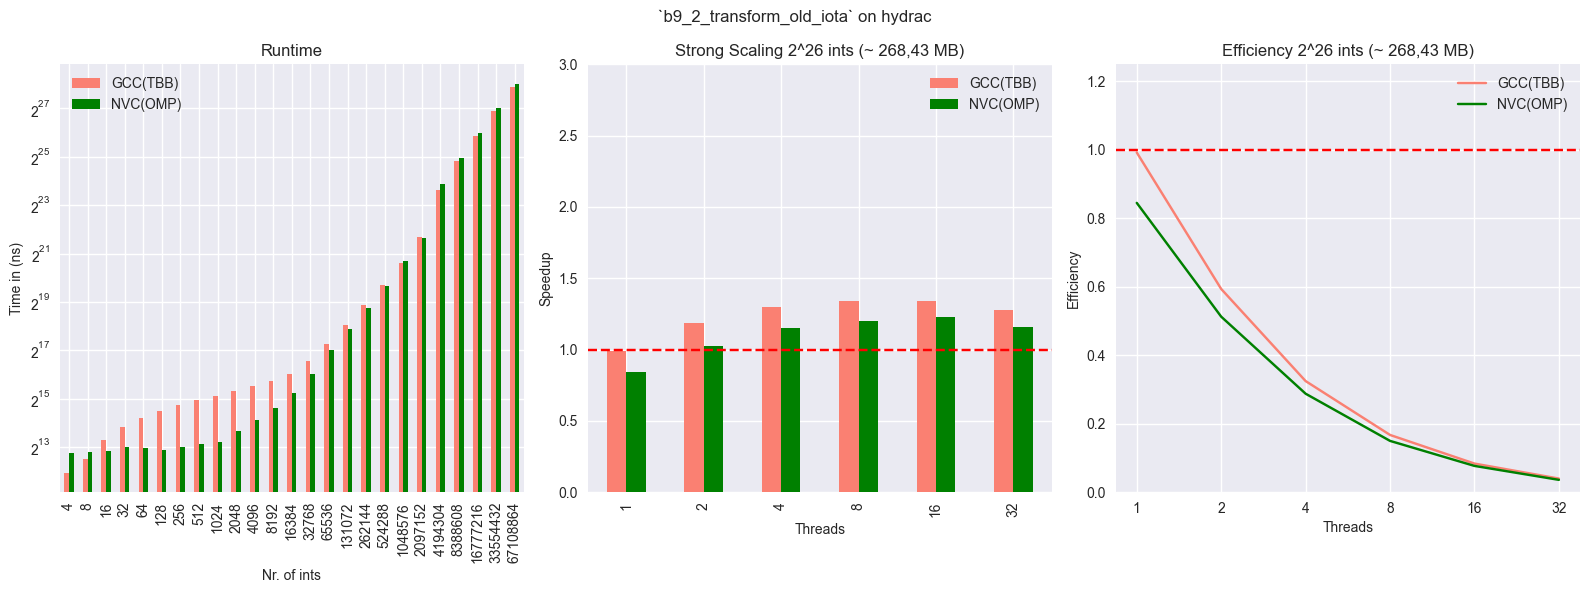 `b9_2_transform_old_iota` on hydrac
Runtime
GCC(TBB)
NVC(OMP)
2^27
2^25
2^23
2^21
2^19
2^17
2^15
2^13
Time in (ns)
4 8 16 32 64 128 256 512 1024 2048 4096 8192 16384 32768 65536 131072 262144 524288 1048576 2097152 4194304 8388608 16777216 33554432 67108864
Nr. of ints
Strong Scaling 2^26 ints (~ 268,43 MB)
GCC(TBB)
NVC(OMP)
3.0
2.5
2.0
1.5
1.0
0.5
0.0
Speedup
1 2 4 8 16 32
Threads
Efficiency 2^26 ints (~ 268,43 MB)
GCC(TBB)
NVC(OMP)
1.2
1.0
0.8
0.6
0.4
0.2
0.0
Efficiency
1 2 4 8 16 32
Threads